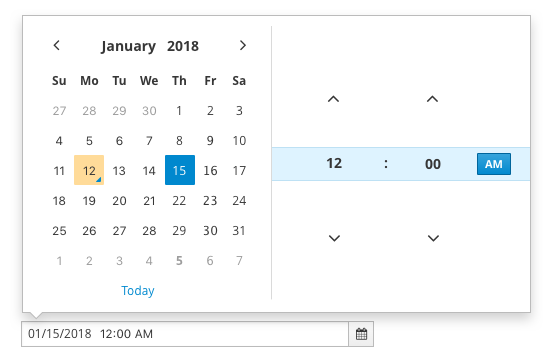 January 2018
Su Mo Tu We Th Fr Sa
27 28 29 30 1 2 3
4 5 6 7 8 9 10
11 12 13 14 15 16 17
18 19 20 21 22 23 24
25 26 27 28 29 30 31
1 2 3 4 5 6 7
Today
12 : 00 AM
01/15/2018 12:00 AM